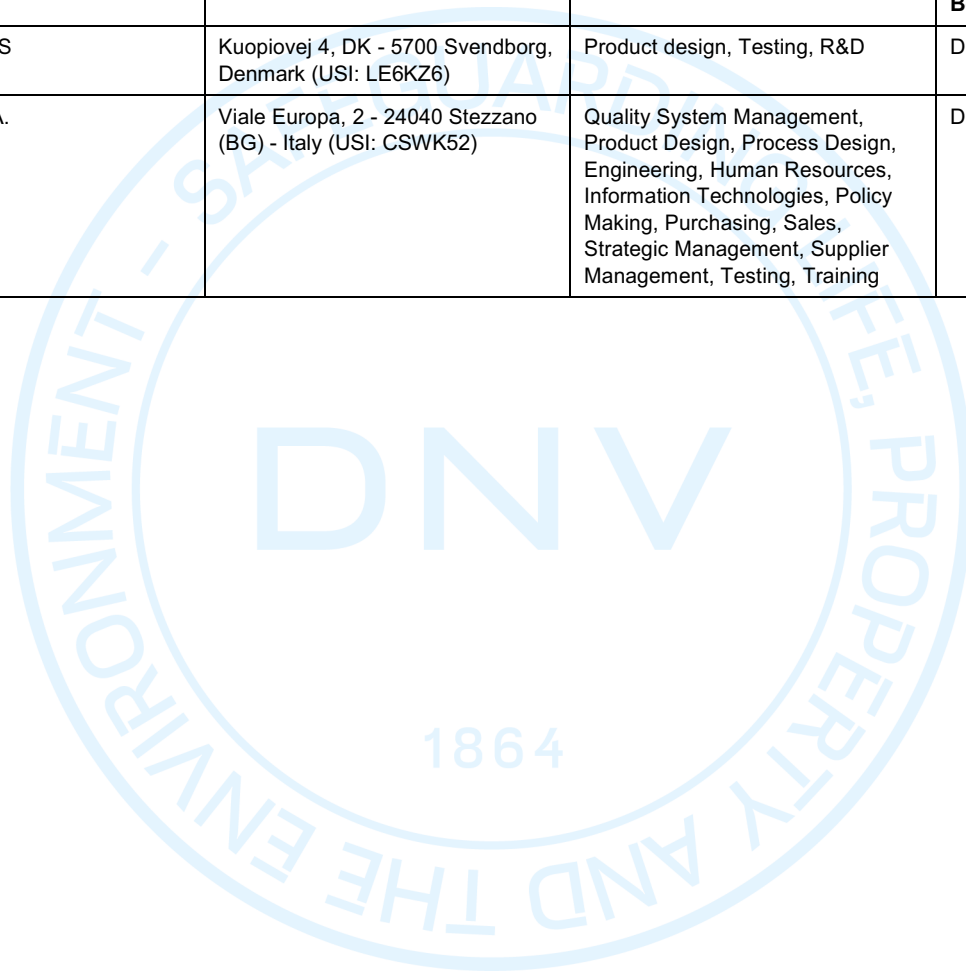 B
S
Kuopiovej 4, DK - 5700 Svendborg,
Denmark (USI: LE6KZ6)
Product design, Testing, R&D
D
A.
Viale Europa, 2 - 24040 Stezzano
(BG) - Italy (USI: CSWK52)
Quality System Management,
Product Design, Process Design,
Engineering, Human Resources,
Information Technologies, Policy
Making, Purchasing, Sales,
Strategic Management, Supplier
Management, Testing, Training
D
SAFEGUARDING LIFE, PROPERTY AND THE ENVIRONMENT -
DNV
1864